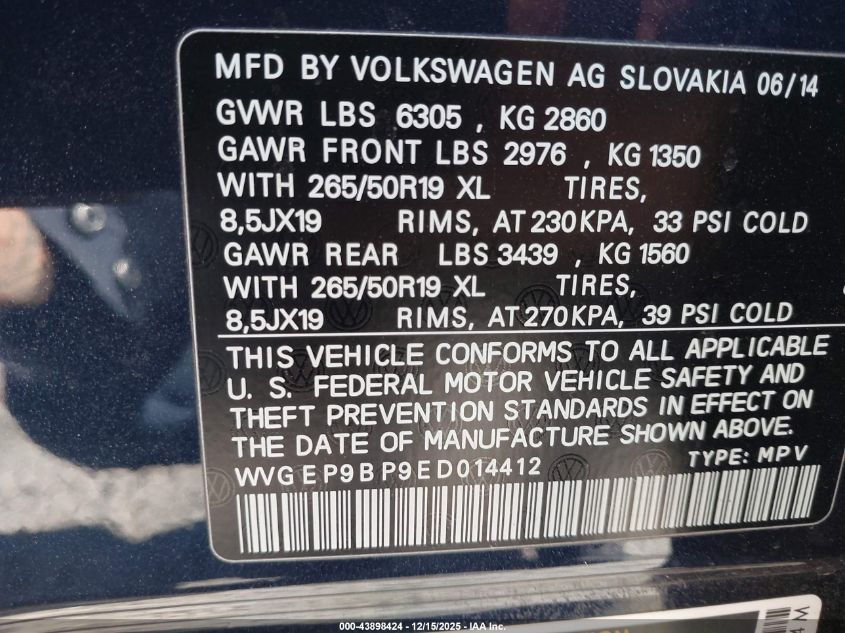 MFD BY VOLKSWAGEN AG SLOVAKIA 06/14
GVWR LBS 6305 , KG 2860
GAWR FRONT LBS 2976 , KG 1350
WITH 265/50R19 XL TIRES,
8,5JX19 RIMS, AT 230 KPA, 33 PSI COLD
GAWR REAR LBS 3439 , KG 1560
WITH 265/50R19 XL TIRES,
8,5JX19 RIMS, AT 270 KPA, 39 PSI COLD
THIS VEHICLE CONFORMS TO ALL APPLICABLE
U. S. FEDERAL MOTOR VEHICLE SAFETY AND
THEFT PREVENTION STANDARDS IN EFFECT ON
THE DATE OF MANUFACTURE SHOWN ABOVE.
WVGEP9BP9ED014412 TYPE: MPV
000-43898424 - 12/15/2025 - IAA Inc.